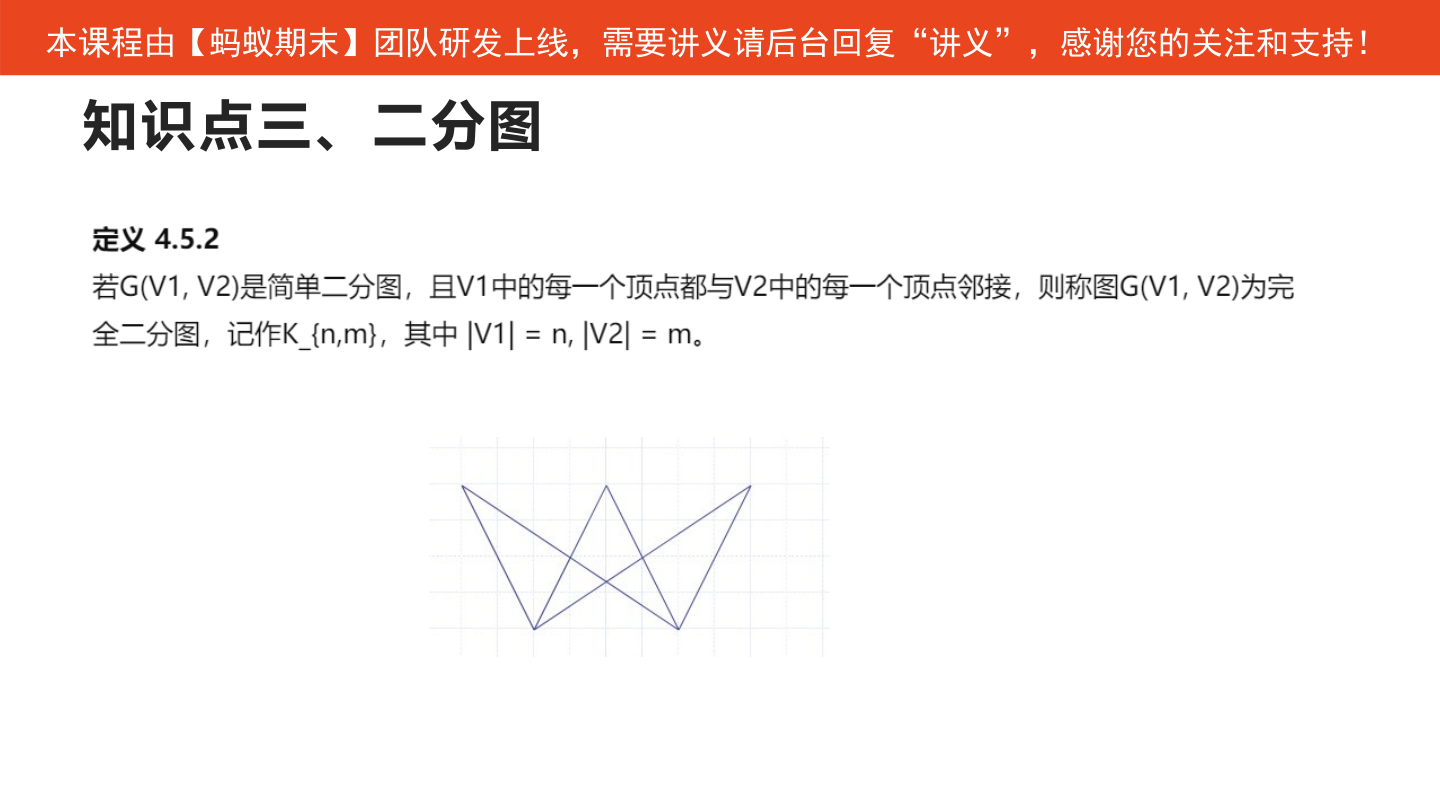 本课程由【蚂蚁期末】团队研发上线，需要讲义请后台回复“讲义”，感谢您的关注和支持！
知识点三、二分图
定义 4.5.2
若G(V1, V2)是简单二分图，且V1中的每一个顶点都与V2中的每一个顶点邻接，则称图G(V1, V2)为完
全二分图，记作K_{n,m}，其中 |V1| = n, |V2| = m。